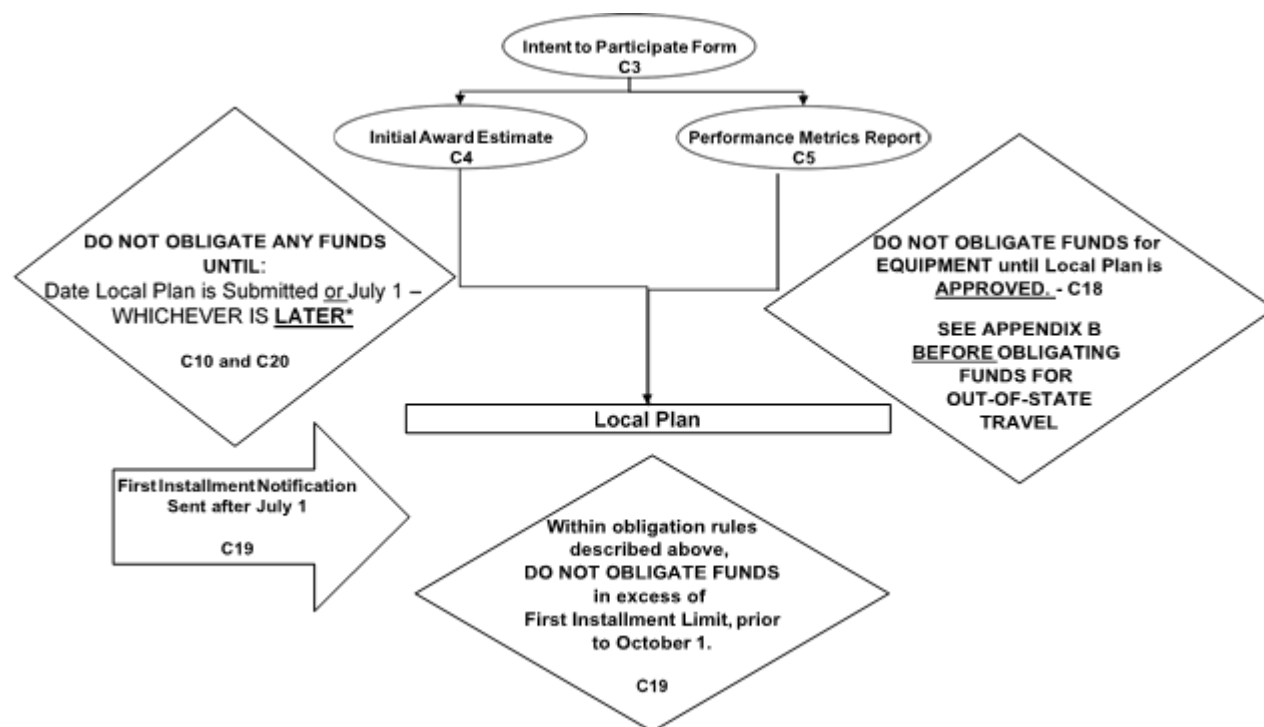 Intent to Participate Form
C3
Initial Award Estimate
C4
Performance Metrics Report
C5
DO NOT OBLIGATE ANY FUNDS
UNTIL:
Date Local Plan is Submitted or July 1 –
WHICHEVER IS LATER*
C10 and C20
DO NOT OBLIGATE FUNDS for
EQUIPMENT until Local Plan is
APPROVED. - C18
SEE APPENDIX B
BEFORE OBLIGATING
FUNDS FOR
OUT-OF-STATE
TRAVEL
Local Plan
First Installment Notification
Sent after July 1
C19
Within obligation rules
described above,
DO NOT OBLIGATE FUNDS
in excess of
First Installment Limit, prior
to October 1.
C19